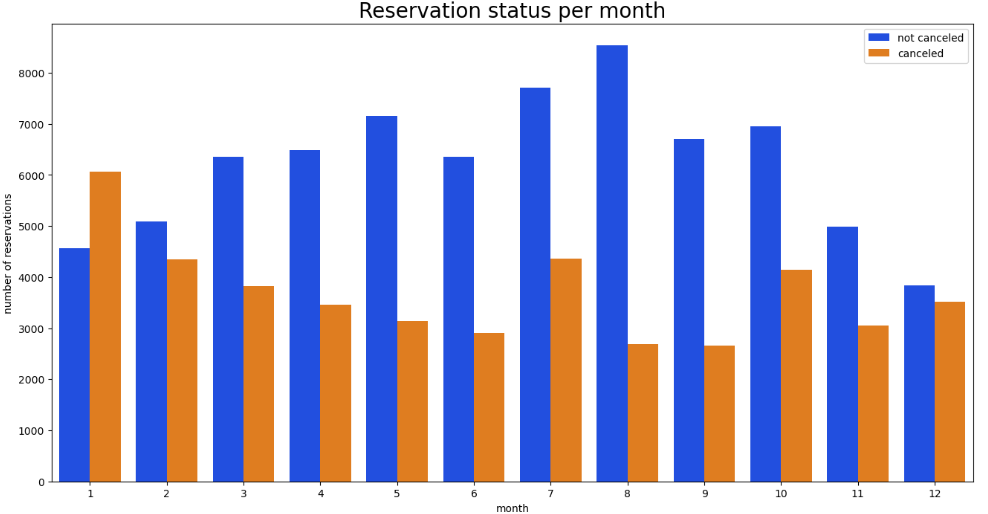 Reservation status per month
not canceled
canceled
number of reservations
8000
7000
6000
5000
4000
3000
2000
1000
0
1 2 3 4 5 6 7 8 9 10 11 12
month